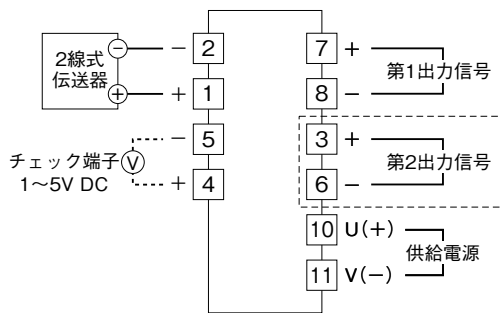 2線式
伝送器
− − 2
+ + 1
チェック端子
1～5V DC
V
− 5
+ 4
7 +
8 −
第1出力信号
3 +
6 −
第2出力信号
10 U(+)
11 V(−)
供給電源